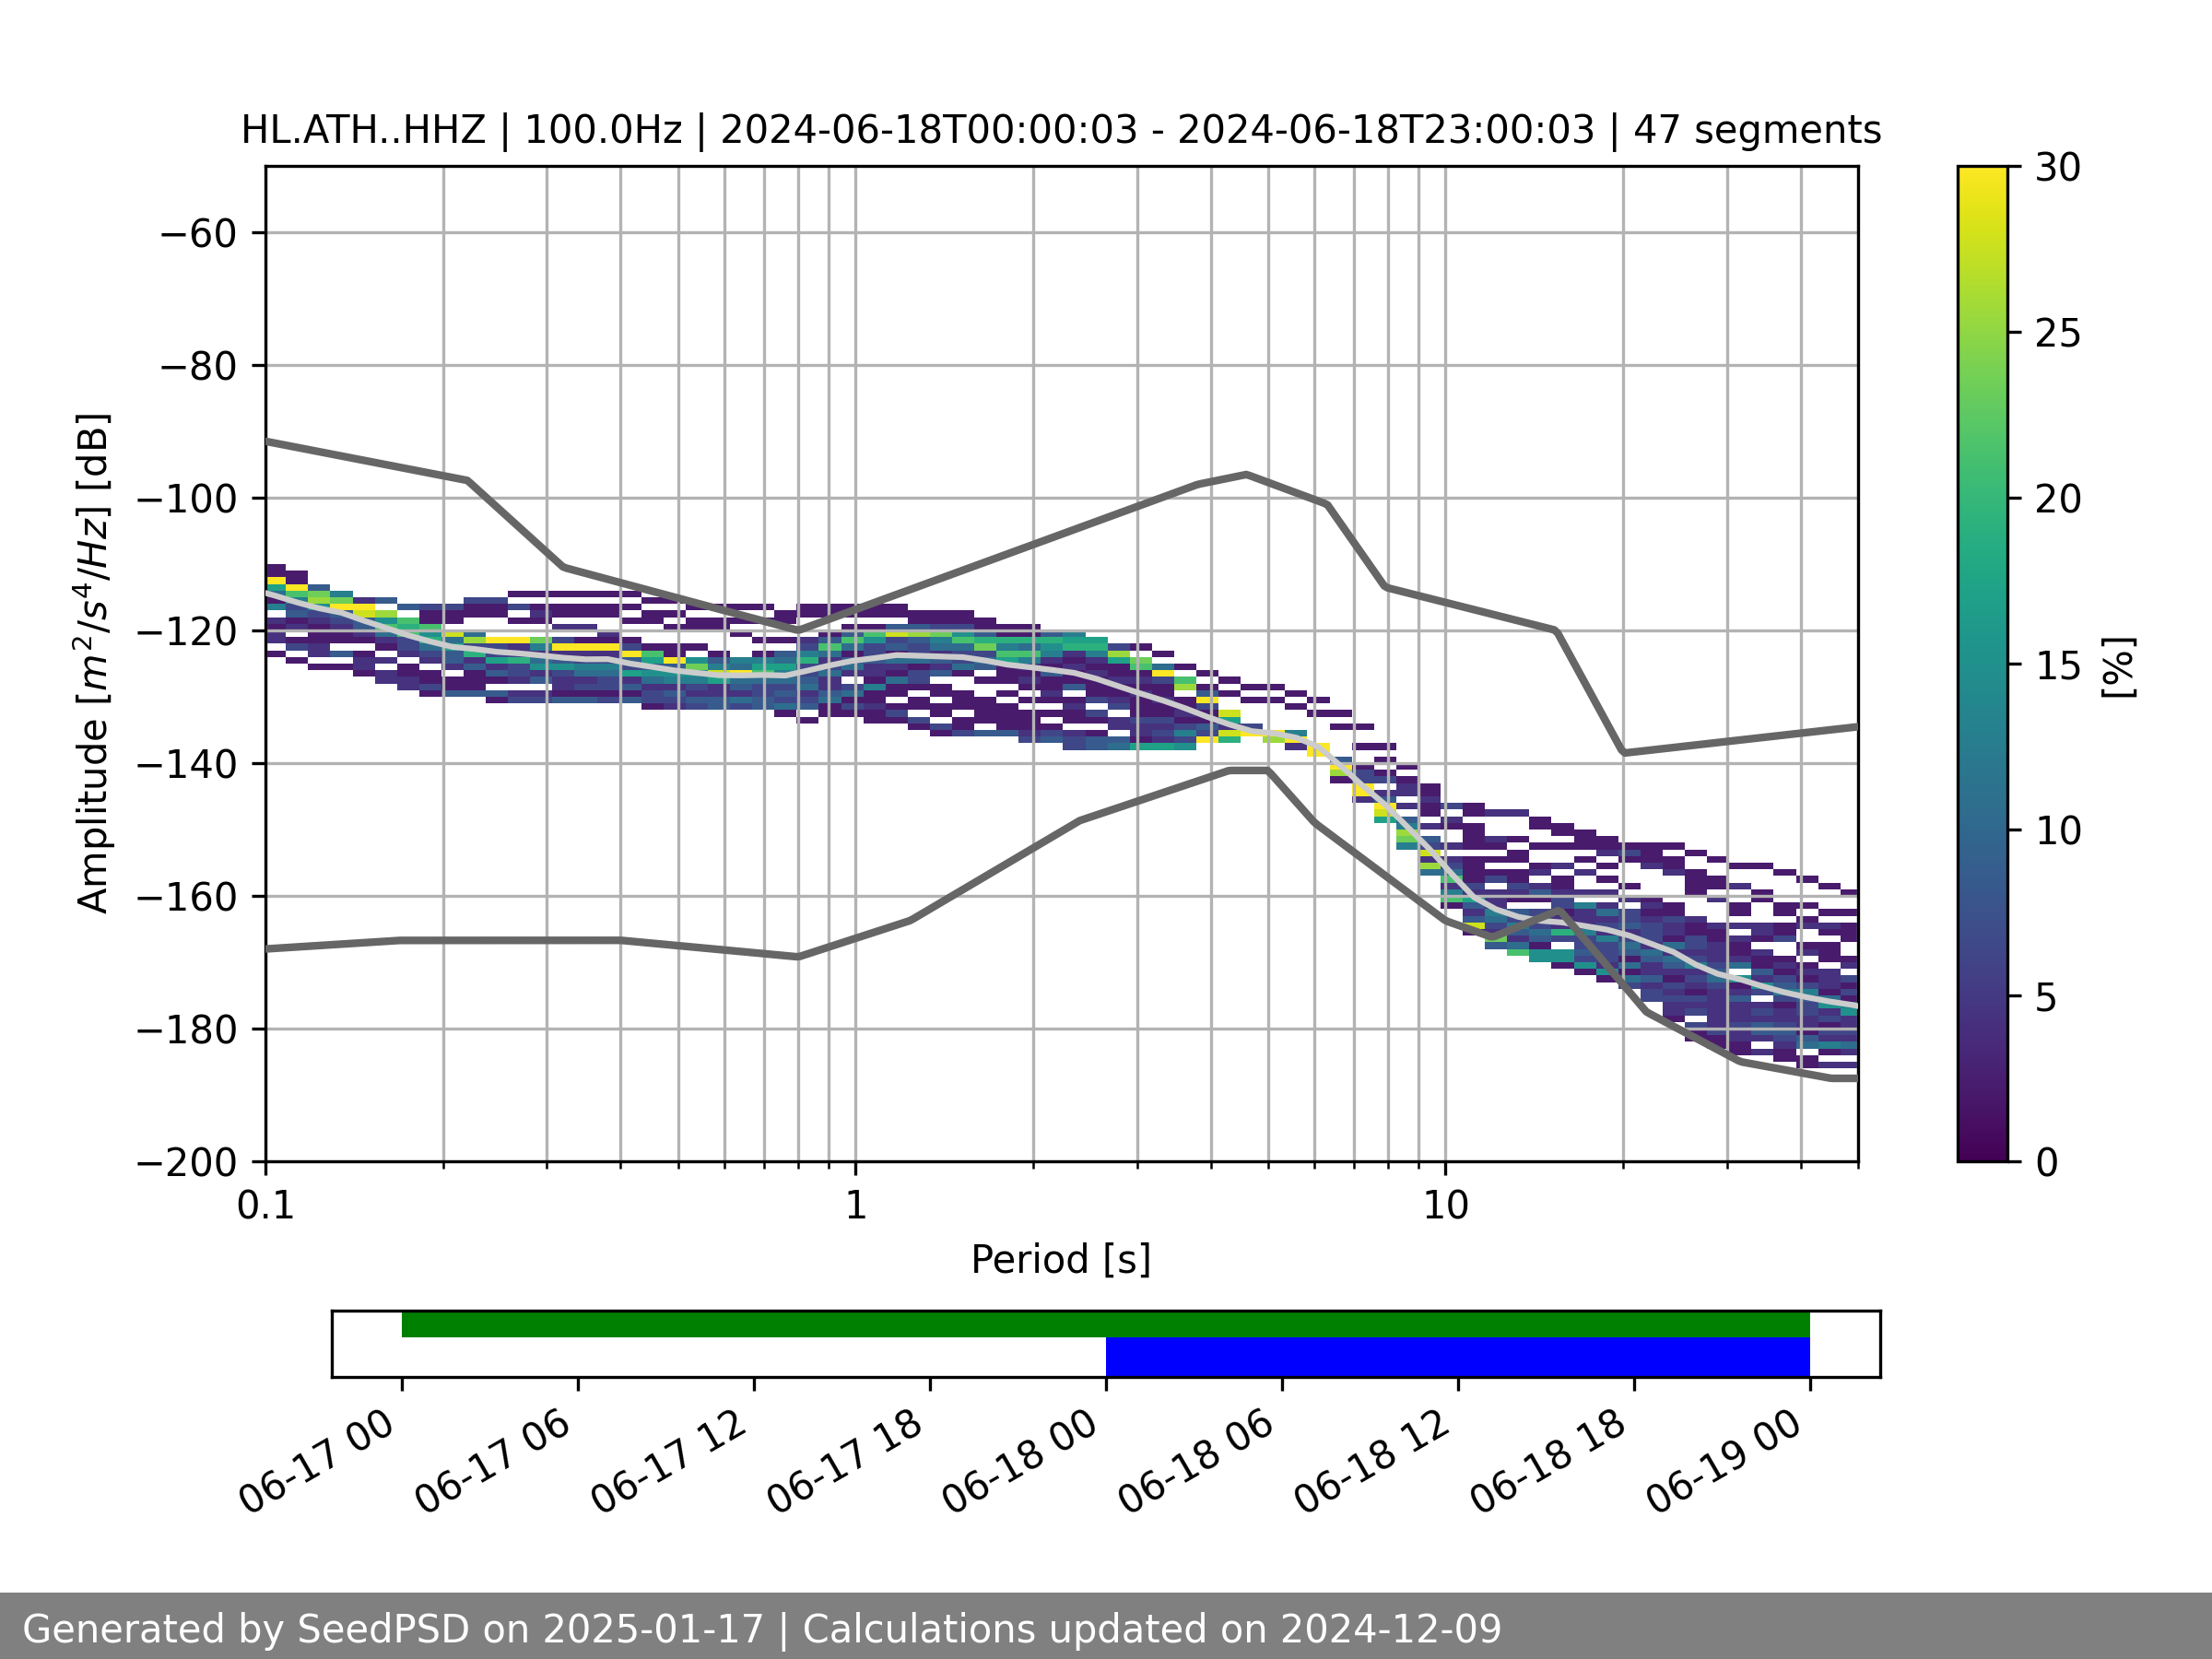 HL.ATH..HHZ | 100.0Hz | 2024-06-18T00:00:03 - 2024-06-18T23:00:03 | 47 segments
Amplitude [m²/s⁴/Hz] [dB]
−60
−80
−100
−120
−140
−160
−180
−200
0.1 1 10
Period [s]
30
25
20
15
10
5
0
[%]
06-17 00 06-17 06 06-17 12 06-17 18 06-18 00 06-18 06 06-18 12 06-18 18 06-19 00
Generated by SeedPSD on 2025-01-17 | Calculations updated on 2024-12-09